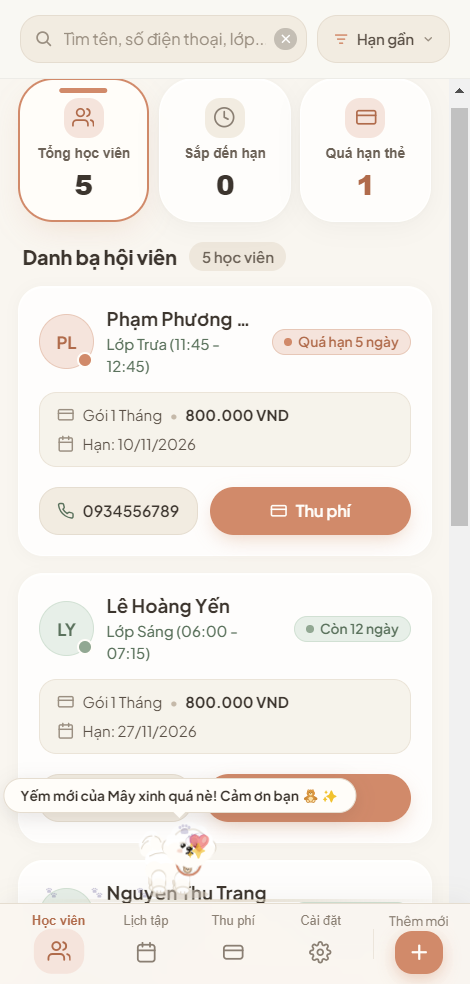 Tìm tên, số điện thoại, lớp..
Hạn gần
Tổng học viên
5
Sắp đến hạn
0
Quá hạn thẻ
1
Danh bạ hội viên
5 học viên
PL
Phạm Phương ...
Lớp Trưa (11:45 -
12:45)
Quá hạn 5 ngày
Gói 1 Tháng • 800.000 VND
Hạn: 10/11/2026
0934556789
Thu phí
LY
Lê Hoàng Yến
Lớp Sáng (06:00 -
07:15)
Còn 12 ngày
Gói 1 Tháng • 800.000 VND
Hạn: 27/11/2026
Yếm mới của Mây xinh quá nè! Cảm ơn bạn 🧸 ✨
Nguyễn Thu Trang
Học viên
Lịch tập
Thu phí
Cài đặt
Thêm mới